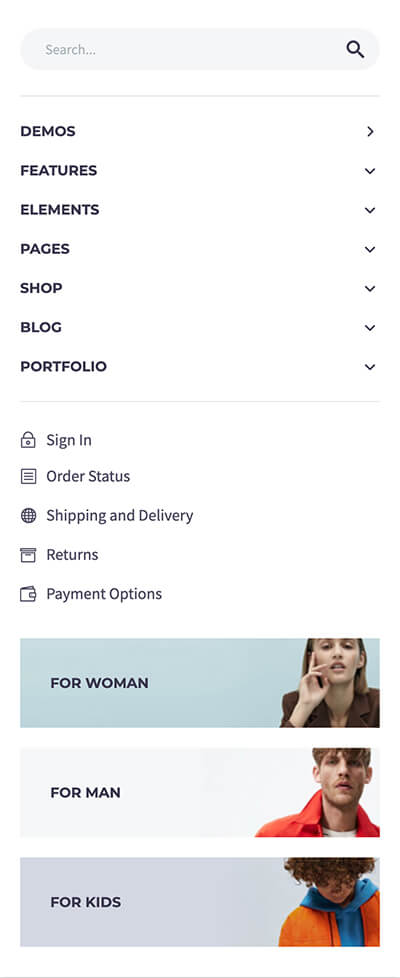 Search...
DEMOS
FEATURES
ELEMENTS
PAGES
SHOP
BLOG
PORTFOLIO
Sign In
Order Status
Shipping and Delivery
Returns
Payment Options
FOR WOMAN
FOR MAN
FOR KIDS